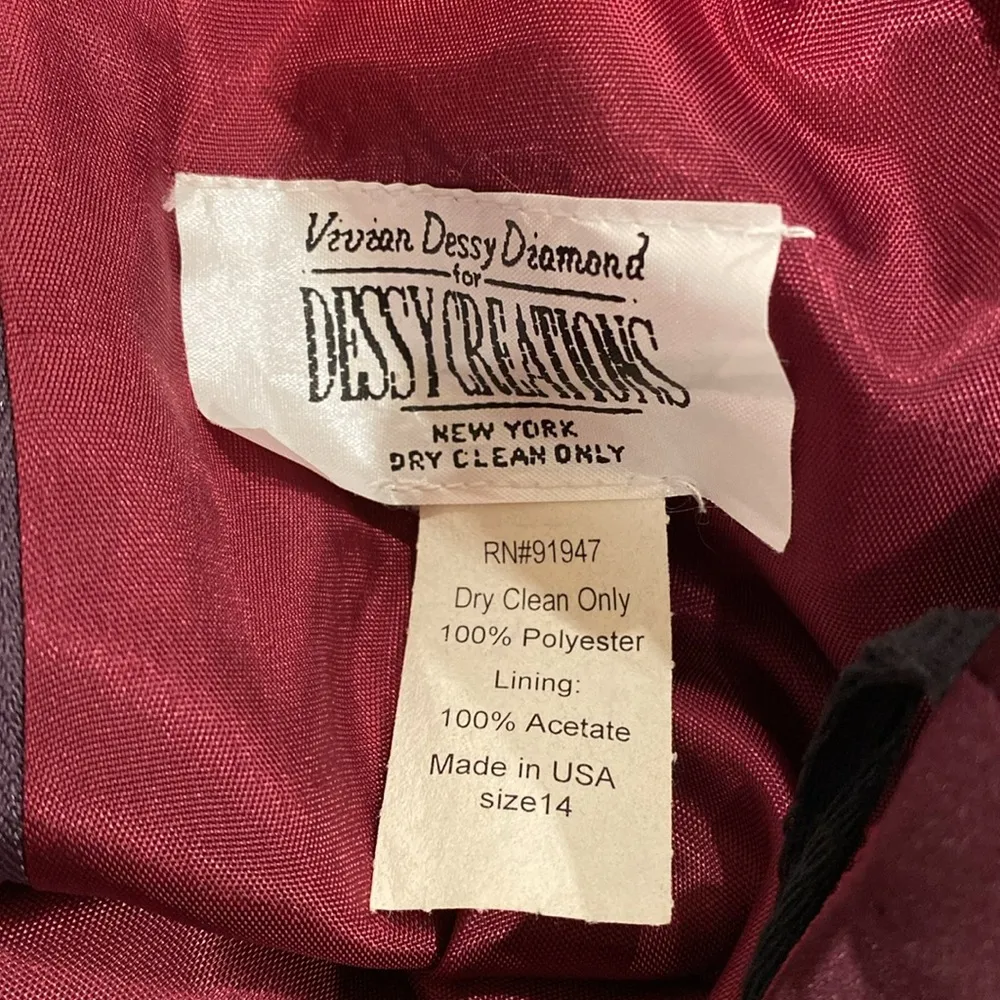 Vivian Dessy Diamond
for
DESSY CREATIONS
NEW YORK
DRY CLEAN ONLY
RN#91947
Dry Clean Only
100% Polyester
Lining:
100% Acetate
Made in USA
size14